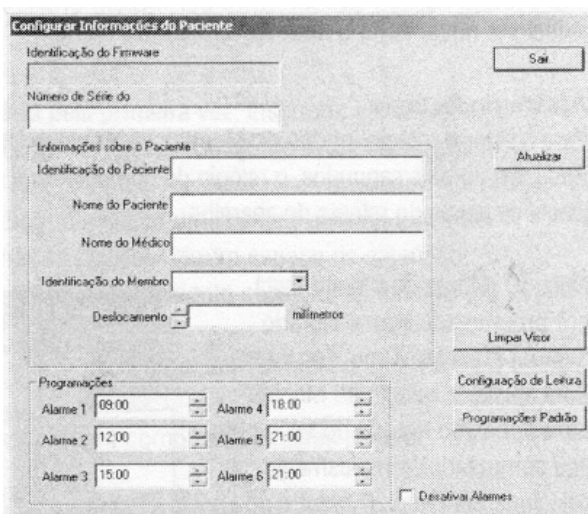 Configurar Informações do Paciente
Identificação do Firmware
Sair
Número de Série do
Informações sobre o Paciente
Identificação do Paciente
Atualizar
Nome do Paciente
Nome do Médico
Identificação do Membro
Deslocamento
milímetros
Limpar Visor
Configuração de Leitura
Programações Padrão
Programações
Alarme 1 09:00 Alarme 4 18:00
Alarme 2 12:00 Alarme 5 21:00
Alarme 3 15:00 Alarme 6 21:00
Desativar Alarmes